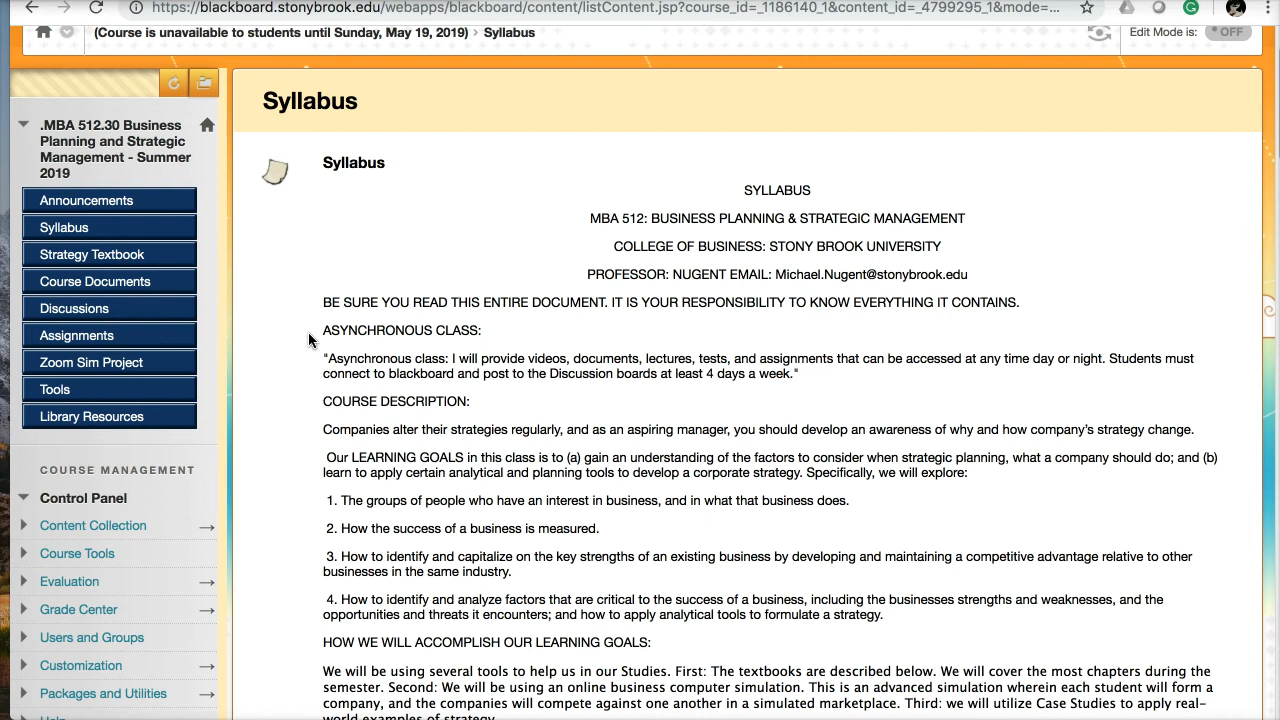 https://blackboard.stonybrook.edu/webapps/blackboard/content/listContent.jsp?course_id=_1186140_1&content_id=_4799295_1&mode=...
(Course is unavailable to students until Sunday, May 19, 2019) > Syllabus
Edit Mode is: OFF
Syllabus
.MBA 512.30 Business
Planning and Strategic
Management - Summer
2019
Announcements
Syllabus
Strategy Textbook
Course Documents
Discussions
Assignments
Zoom Sim Project
Tools
Library Resources
COURSE MANAGEMENT
Control Panel
Content Collection
Course Tools
Evaluation
Grade Center
Users and Groups
Customization
Packages and Utilities
Help
Syllabus
SYLLABUS
MBA 512: BUSINESS PLANNING & STRATEGIC MANAGEMENT
COLLEGE OF BUSINESS: STONY BROOK UNIVERSITY
PROFESSOR: NUGENT EMAIL: Michael.Nugent@stonybrook.edu
BE SURE YOU READ THIS ENTIRE DOCUMENT. IT IS YOUR RESPONSIBILITY TO KNOW EVERYTHING IT CONTAINS.
ASYNCHRONOUS CLASS:
"Asynchronous class: I will provide videos, documents, lectures, tests, and assignments that can be accessed at any time day or night. Students must
connect to blackboard and post to the Discussion boards at least 4 days a week."
COURSE DESCRIPTION:
Companies alter their strategies regularly, and as an aspiring manager, you should develop an awareness of why and how company's strategy change.
Our LEARNING GOALS in this class is to (a) gain an understanding of the factors to consider when strategic planning, what a company should do; and (b)
learn to apply certain analytical and planning tools to develop a corporate strategy. Specifically, we will explore:
1. The groups of people who have an interest in business, and in what that business does.
2. How the success of a business is measured.
3. How to identify and capitalize on the key strengths of an existing business by developing and maintaining a competitive advantage relative to other
businesses in the same industry.
4. How to identify and analyze factors that are critical to the success of a business, including the businesses strengths and weaknesses, and the
opportunities and threats it encounters; and how to apply analytical tools to formulate a strategy.
HOW WE WILL ACCOMPLISH OUR LEARNING GOALS:
We will be using several tools to help us in our Studies. First: The textbooks are described below. We will cover the most chapters during the
semester. Second: We will be using an online business computer simulation. This is an advanced simulation wherein each student will form a
company, and the companies will compete against one another in a simulated marketplace. Third: we will utilize Case Studies to apply real-
world examples of strategy.